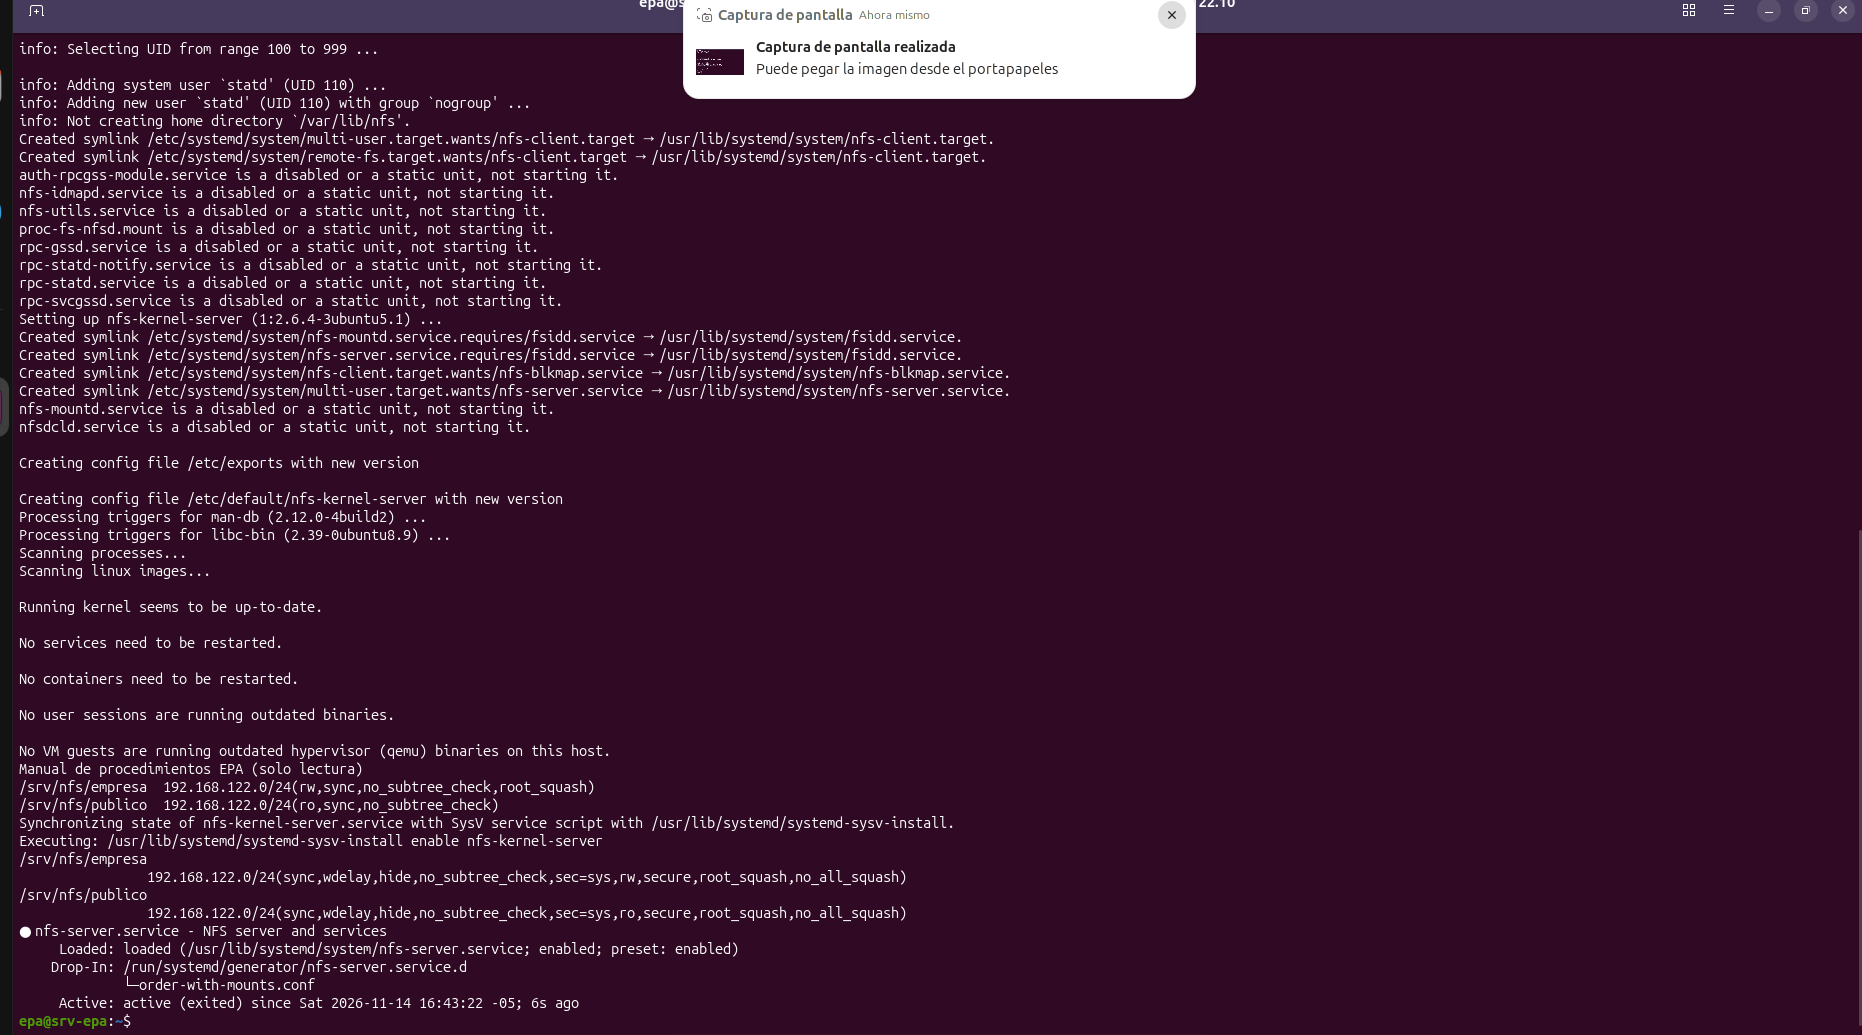 epa@s
22.10
Captura de pantalla Ahora mismo
Captura de pantalla realizada
Puede pegar la imagen desde el portapapeles
info: Selecting UID from range 100 to 999 ...
info: Adding system user `statd' (UID 110) ...
info: Adding new user `statd' (UID 110) with group `nogroup' ...
info: Not creating home directory `/var/lib/nfs'.
Created symlink /etc/systemd/system/multi-user.target.wants/nfs-client.target → /usr/lib/systemd/system/nfs-client.target.
Created symlink /etc/systemd/system/remote-fs.target.wants/nfs-client.target → /usr/lib/systemd/system/nfs-client.target.
auth-rpcgss-module.service is a disabled or a static unit, not starting it.
nfs-idmapd.service is a disabled or a static unit, not starting it.
nfs-utils.service is a disabled or a static unit, not starting it.
proc-fs-nfsd.mount is a disabled or a static unit, not starting it.
rpc-gssd.service is a disabled or a static unit, not starting it.
rpc-statd-notify.service is a disabled or a static unit, not starting it.
rpc-statd.service is a disabled or a static unit, not starting it.
rpc-svcgssd.service is a disabled or a static unit, not starting it.
Setting up nfs-kernel-server (1:2.6.4-3ubuntu5.1) ...
Created symlink /etc/systemd/system/nfs-mountd.service.requires/fsidd.service → /usr/lib/systemd/system/fsidd.service.
Created symlink /etc/systemd/system/nfs-server.service.requires/fsidd.service → /usr/lib/systemd/system/fsidd.service.
Created symlink /etc/systemd/system/nfs-client.target.wants/nfs-blkmap.service → /usr/lib/systemd/system/nfs-blkmap.service.
Created symlink /etc/systemd/system/multi-user.target.wants/nfs-server.service → /usr/lib/systemd/system/nfs-server.service.
nfs-mountd.service is a disabled or a static unit, not starting it.
nfsdcld.service is a disabled or a static unit, not starting it.
Creating config file /etc/exports with new version
Creating config file /etc/default/nfs-kernel-server with new version
Processing triggers for man-db (2.12.0-4build2) ...
Processing triggers for libc-bin (2.39-0ubuntu8.9) ...
Scanning processes...
Scanning linux images...
Running kernel seems to be up-to-date.
No services need to be restarted.
No containers need to be restarted.
No user sessions are running outdated binaries.
No VM guests are running outdated hypervisor (qemu) binaries on this host.
Manual de procedimientos EPA (solo lectura)
/srv/nfs/empresa  192.168.122.0/24(rw,sync,no_subtree_check,root_squash)
/srv/nfs/publico  192.168.122.0/24(ro,sync,no_subtree_check)
Synchronizing state of nfs-kernel-server.service with SysV service script with /usr/lib/systemd/systemd-sysv-install.
Executing: /usr/lib/systemd/systemd-sysv-install enable nfs-kernel-server
/srv/nfs/empresa
192.168.122.0/24(sync,wdelay,hide,no_subtree_check,sec=sys,rw,secure,root_squash,no_all_squash)
/srv/nfs/publico
192.168.122.0/24(sync,wdelay,hide,no_subtree_check,sec=sys,ro,secure,root_squash,no_all_squash)
● nfs-server.service - NFS server and services
Loaded: loaded (/usr/lib/systemd/system/nfs-server.service; enabled; preset: enabled)
Drop-In: /run/systemd/generator/nfs-server.service.d
└─order-with-mounts.conf
Active: active (exited) since Sat 2026-11-14 16:43:22 -05; 6s ago
epa@srv-epa:~$